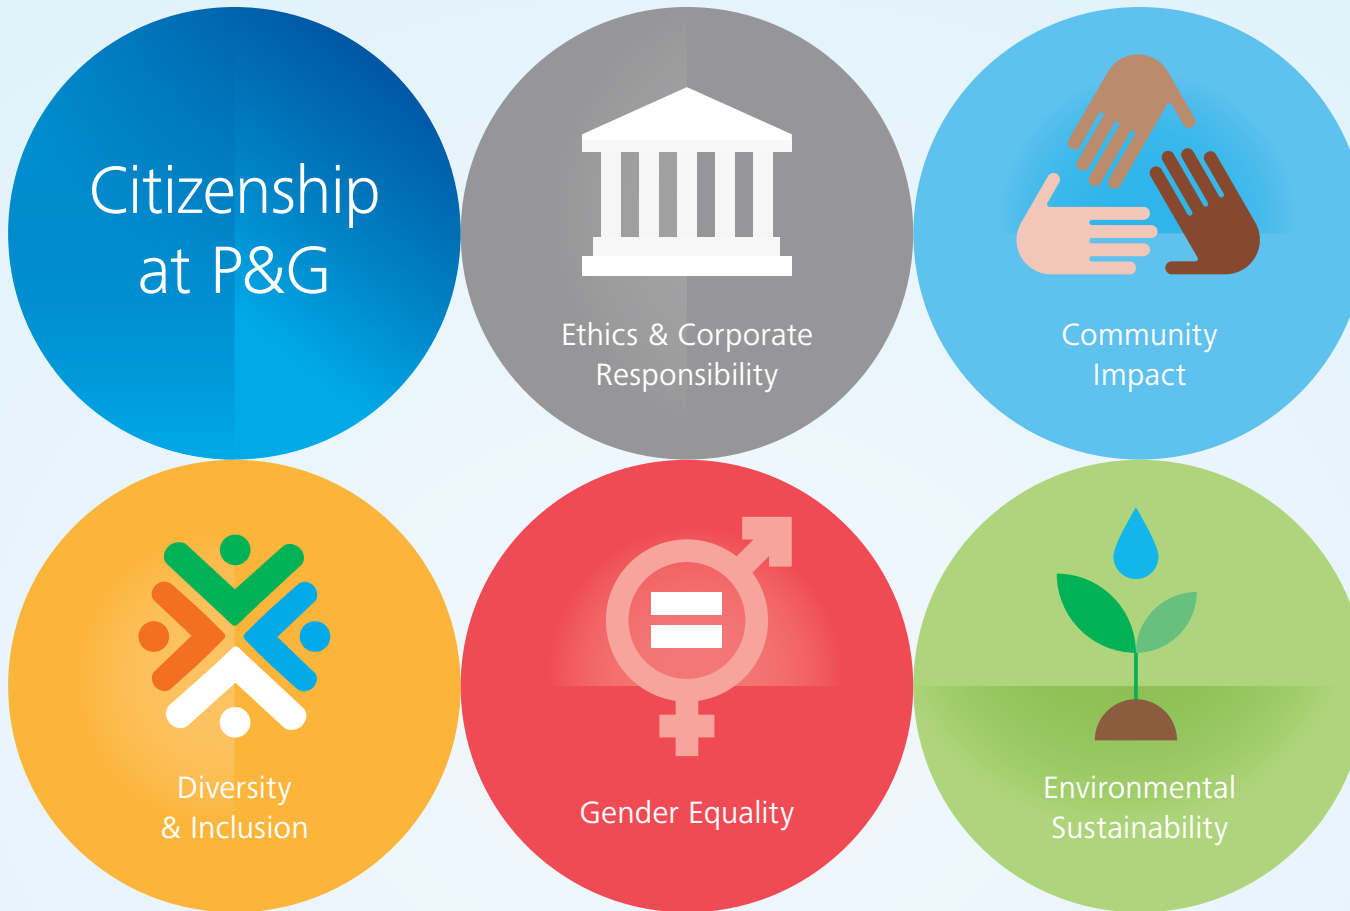 Citizenship
at P&G
Ethics & Corporate
Responsibility
Community
Impact
Diversity
& Inclusion
Gender Equality
Environmental
Sustainability